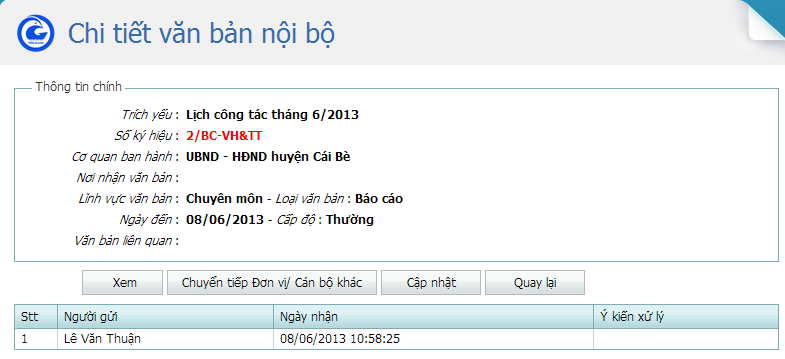 Chi tiết văn bản nội bộ
Thông tin chính
Trích yếu : Lịch công tác tháng 6/2013
Số ký hiệu : 2/BC-VH&TT
Cơ quan ban hành : UBND - HĐND huyện Cái Bè
Nơi nhận văn bản :
Lĩnh vực văn bản : Chuyên môn - Loại văn bản : Báo cáo
Ngày đến : 08/06/2013 - Cấp độ : Thường
Văn bản liên quan :
Xem Chuyển tiếp Đơn vị/ Cán bộ khác Cập nhật Quay lại
Stt Người gửi Ngày nhận Ý kiến xử lý
1 Lê Văn Thuận 08/06/2013 10:58:25